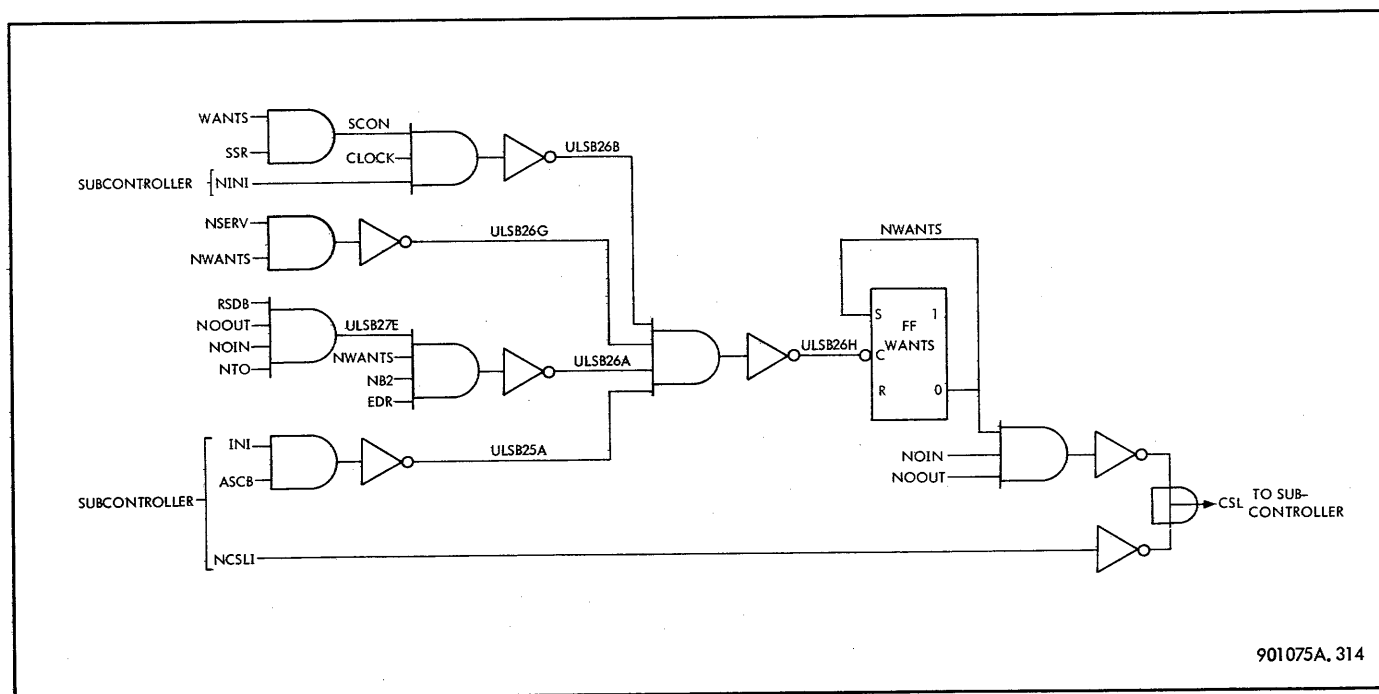 WANTS
SSR
SCON
CLOCK
SUBCONTROLLER
NINI
ULSB26B
NSERV
NWANTS
ULSB26G
RSDB
NOOUT
NOIN
NTO
ULSB27E
NWANTS
NB2
EDR
ULSB26A
INI
ASCB
ULSB25A
SUBCONTROLLER
NCSLI
ULSB26H
NWANTS
S 1
FF
WANTS
C
R 0
NOIN
NOOUT
CSL TO SUB-
CONTROLLER
901075A. 314